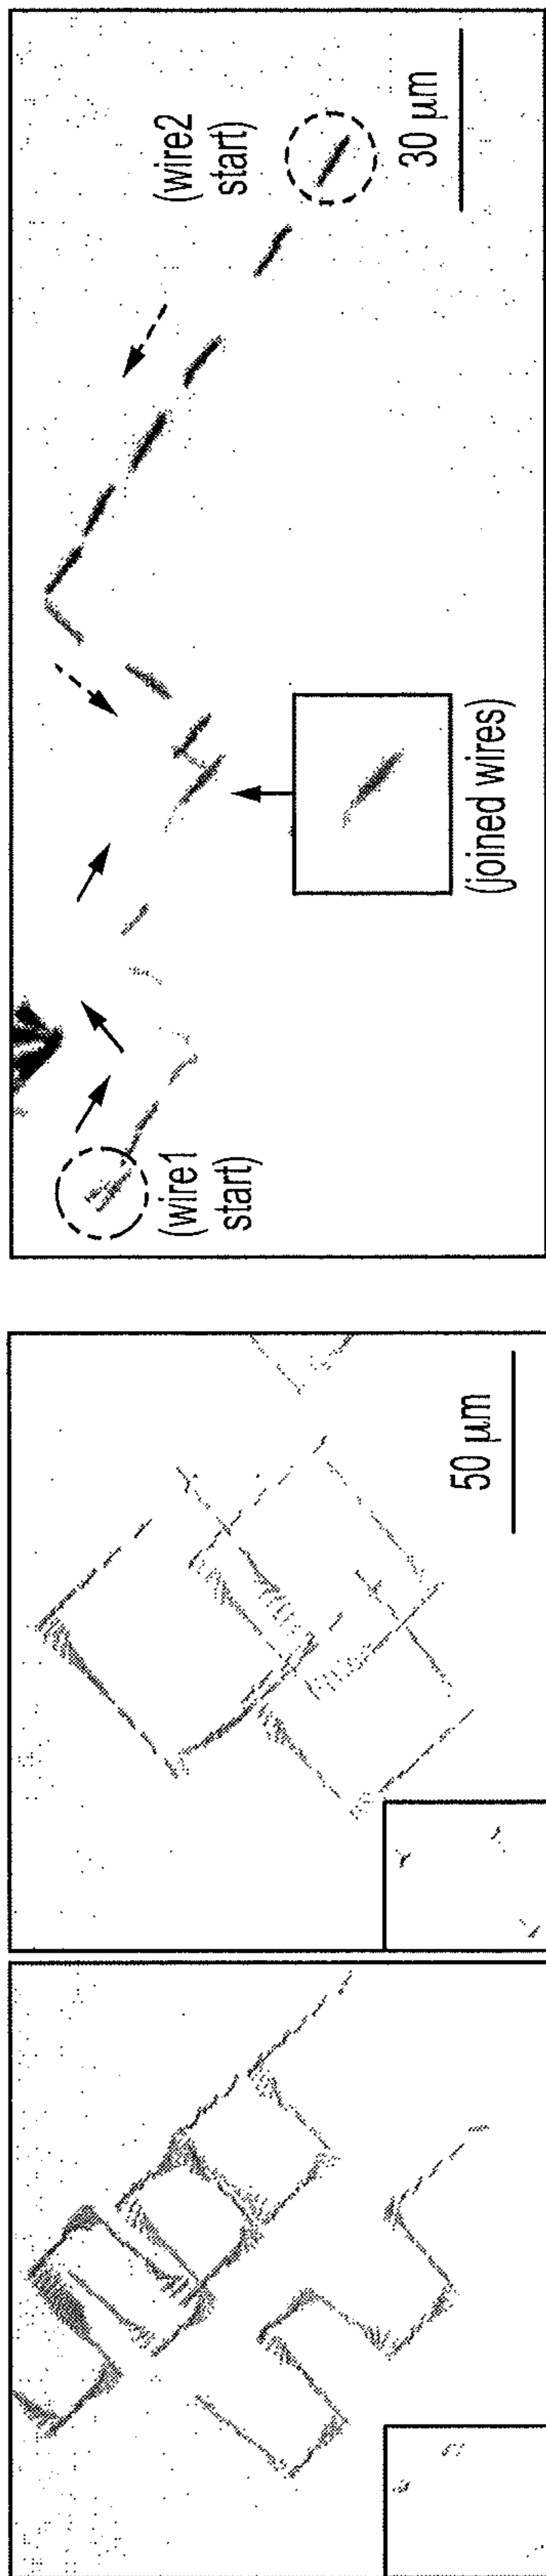 (wire2
start)
30 μm
(joined wires)
(wire1
start)
50 μm